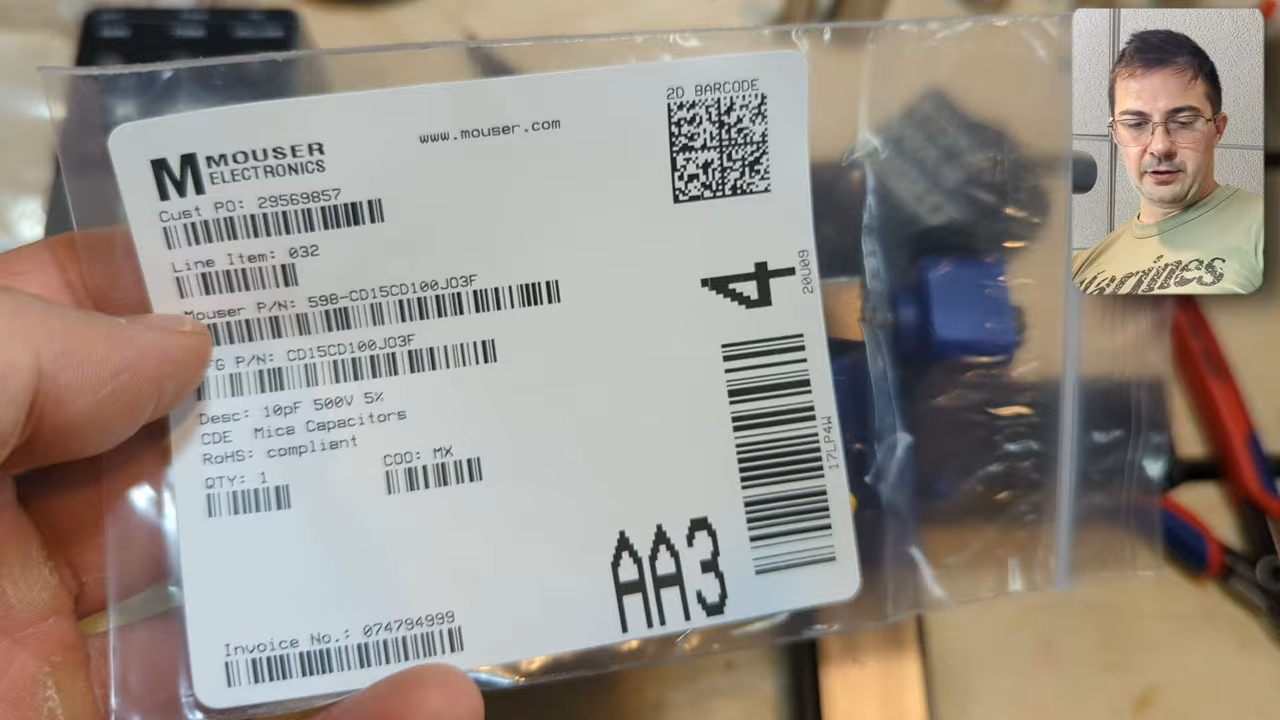 www.mouser.com
2D BARCODE
M MOUSER
ELECTRONICS
Cust PO: 29569857
Line Item: 032
Mouser P/N: 598-CD15CD100JO3F
FG P/N: CD15CD100JO3F
Desc: 10pF 500V 5%
CDE Mica Capacitors
RoHS: compliant
QTY: 1
COO: MX
Invoice No.: 074794999
4
20U09
17LP4W
AA3